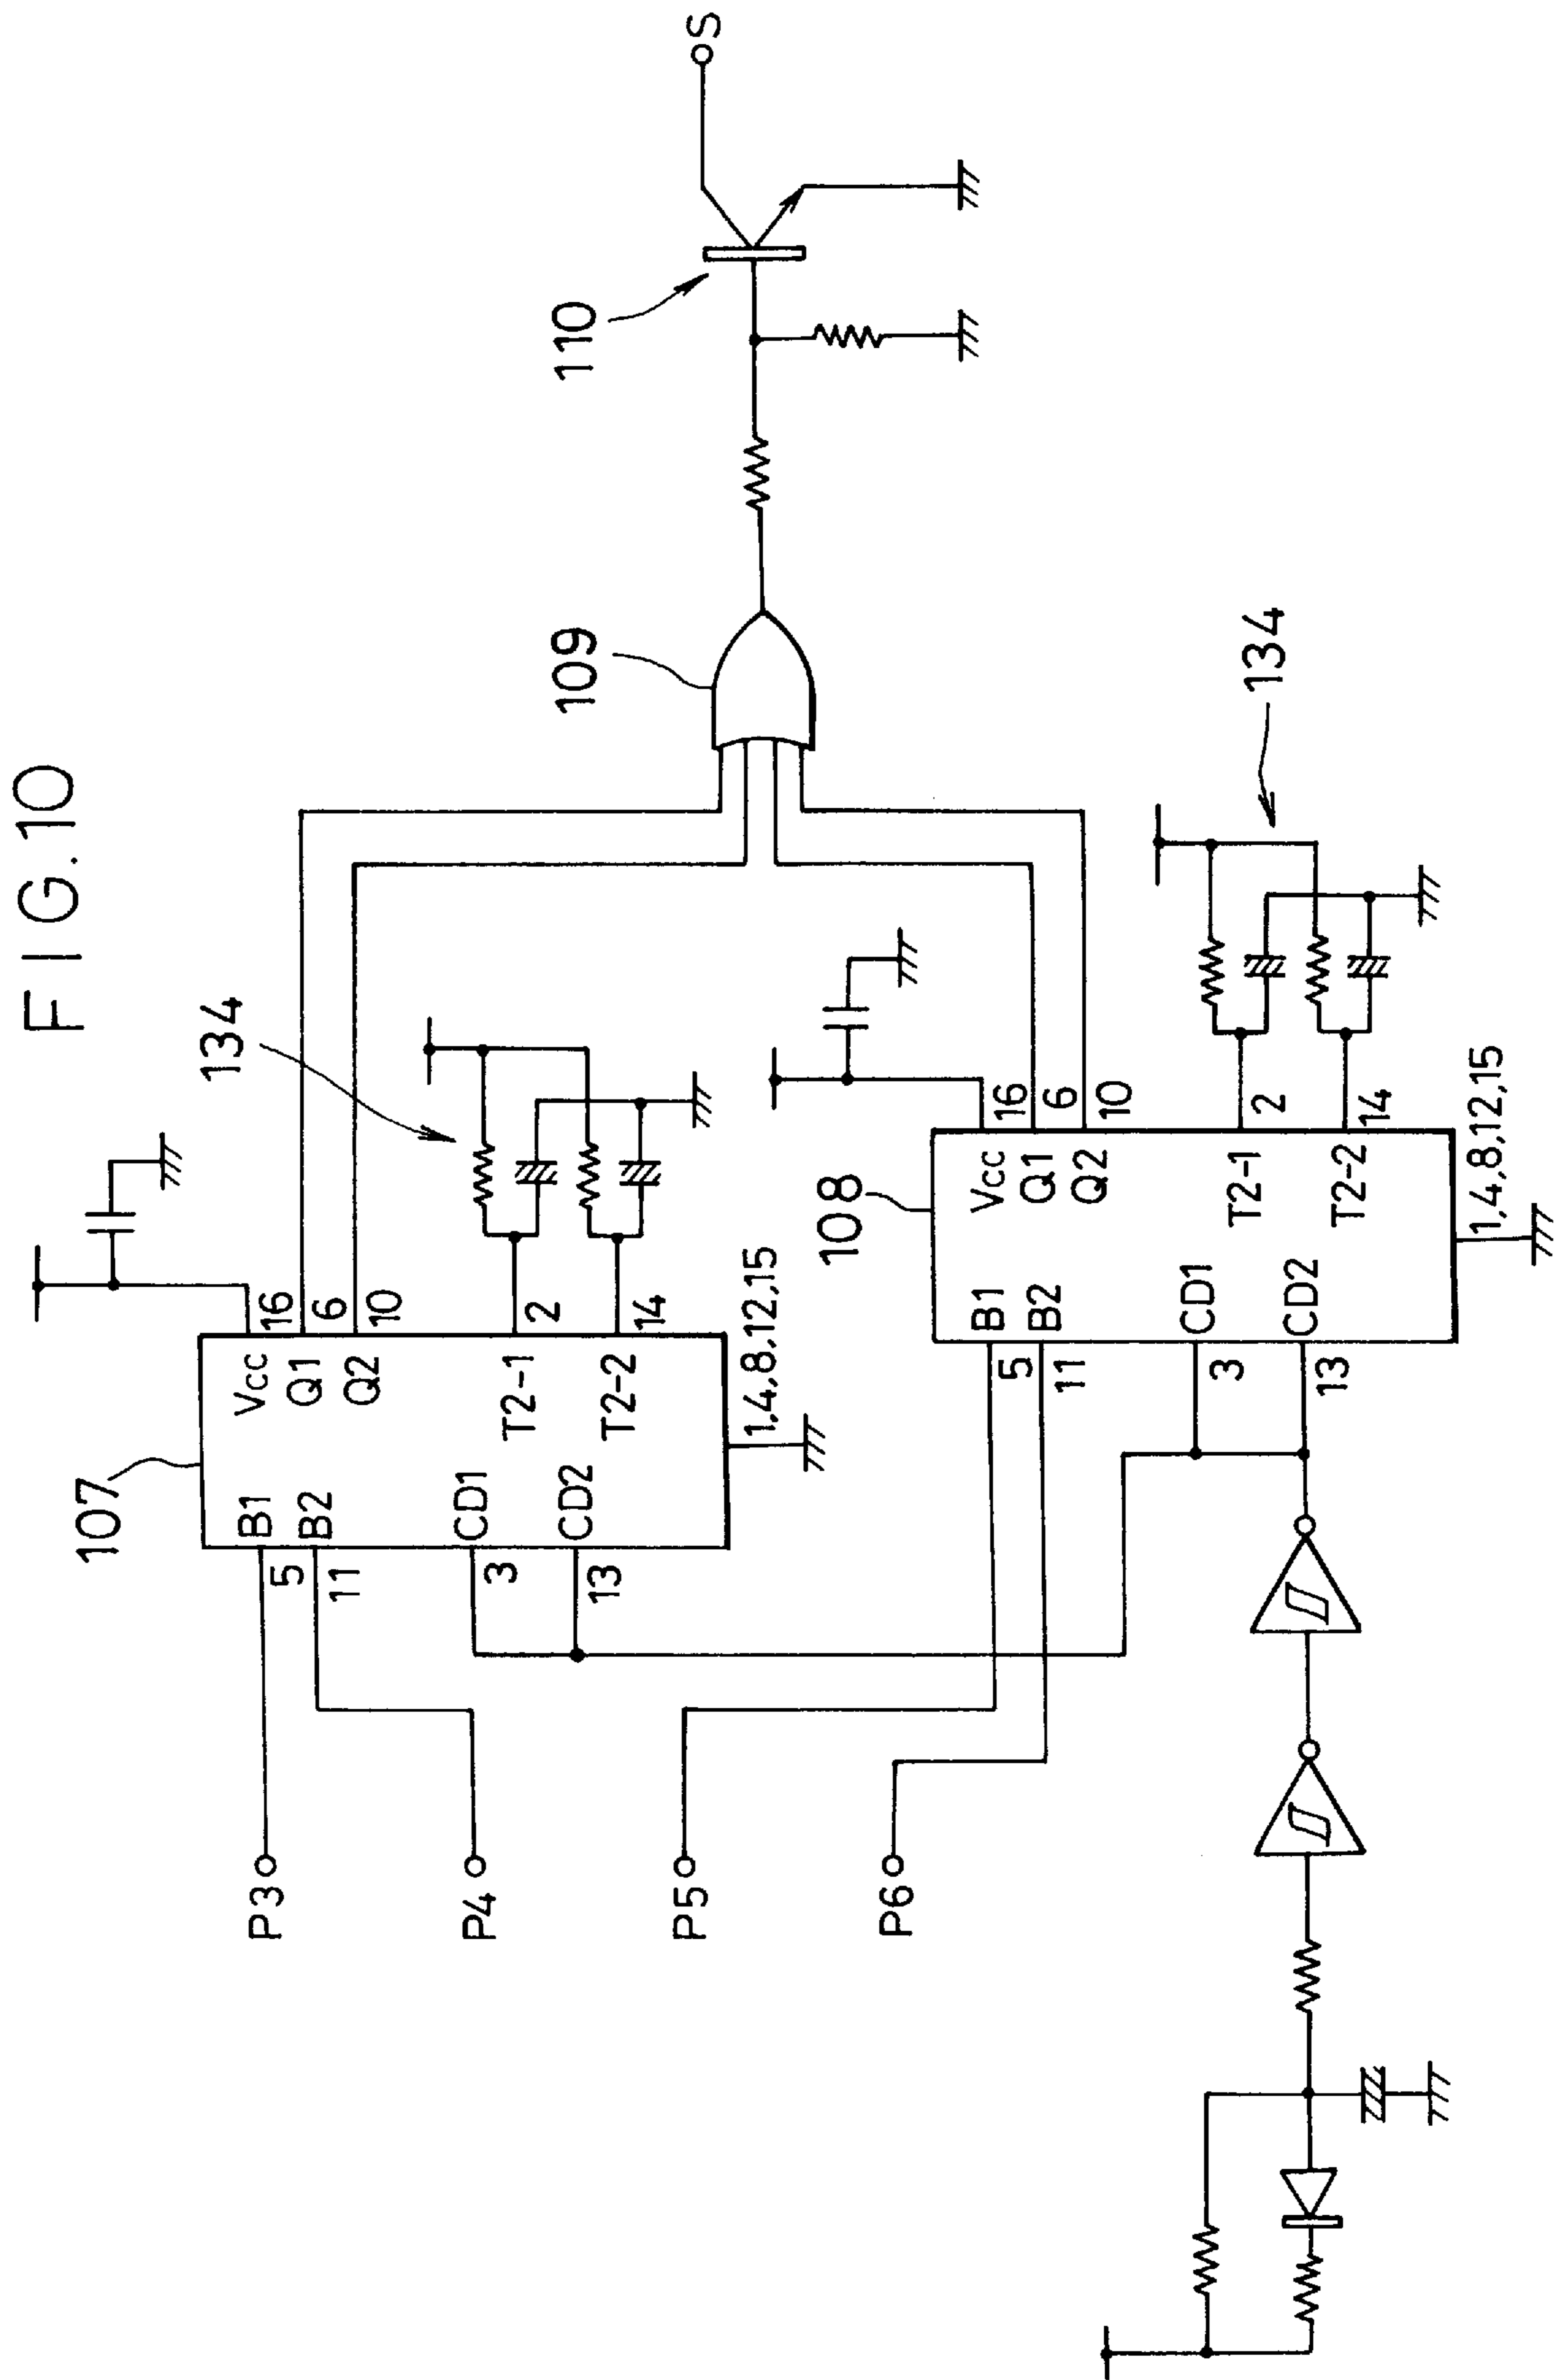 FIG.10
107
B1
B2
CD1
CD2
Vcc
Q1
Q2
T2-1
T2-2
5
11
3
13
16
6
10
2
14
1,4,8,12,15
134
P3
P4
P5
P6
108
B1
B2
CD1
CD2
Vcc
Q1
Q2
T2-1
T2-2
5
11
3
13
16
6
10
2
14
1,4,8,12,15
134
109
110
S